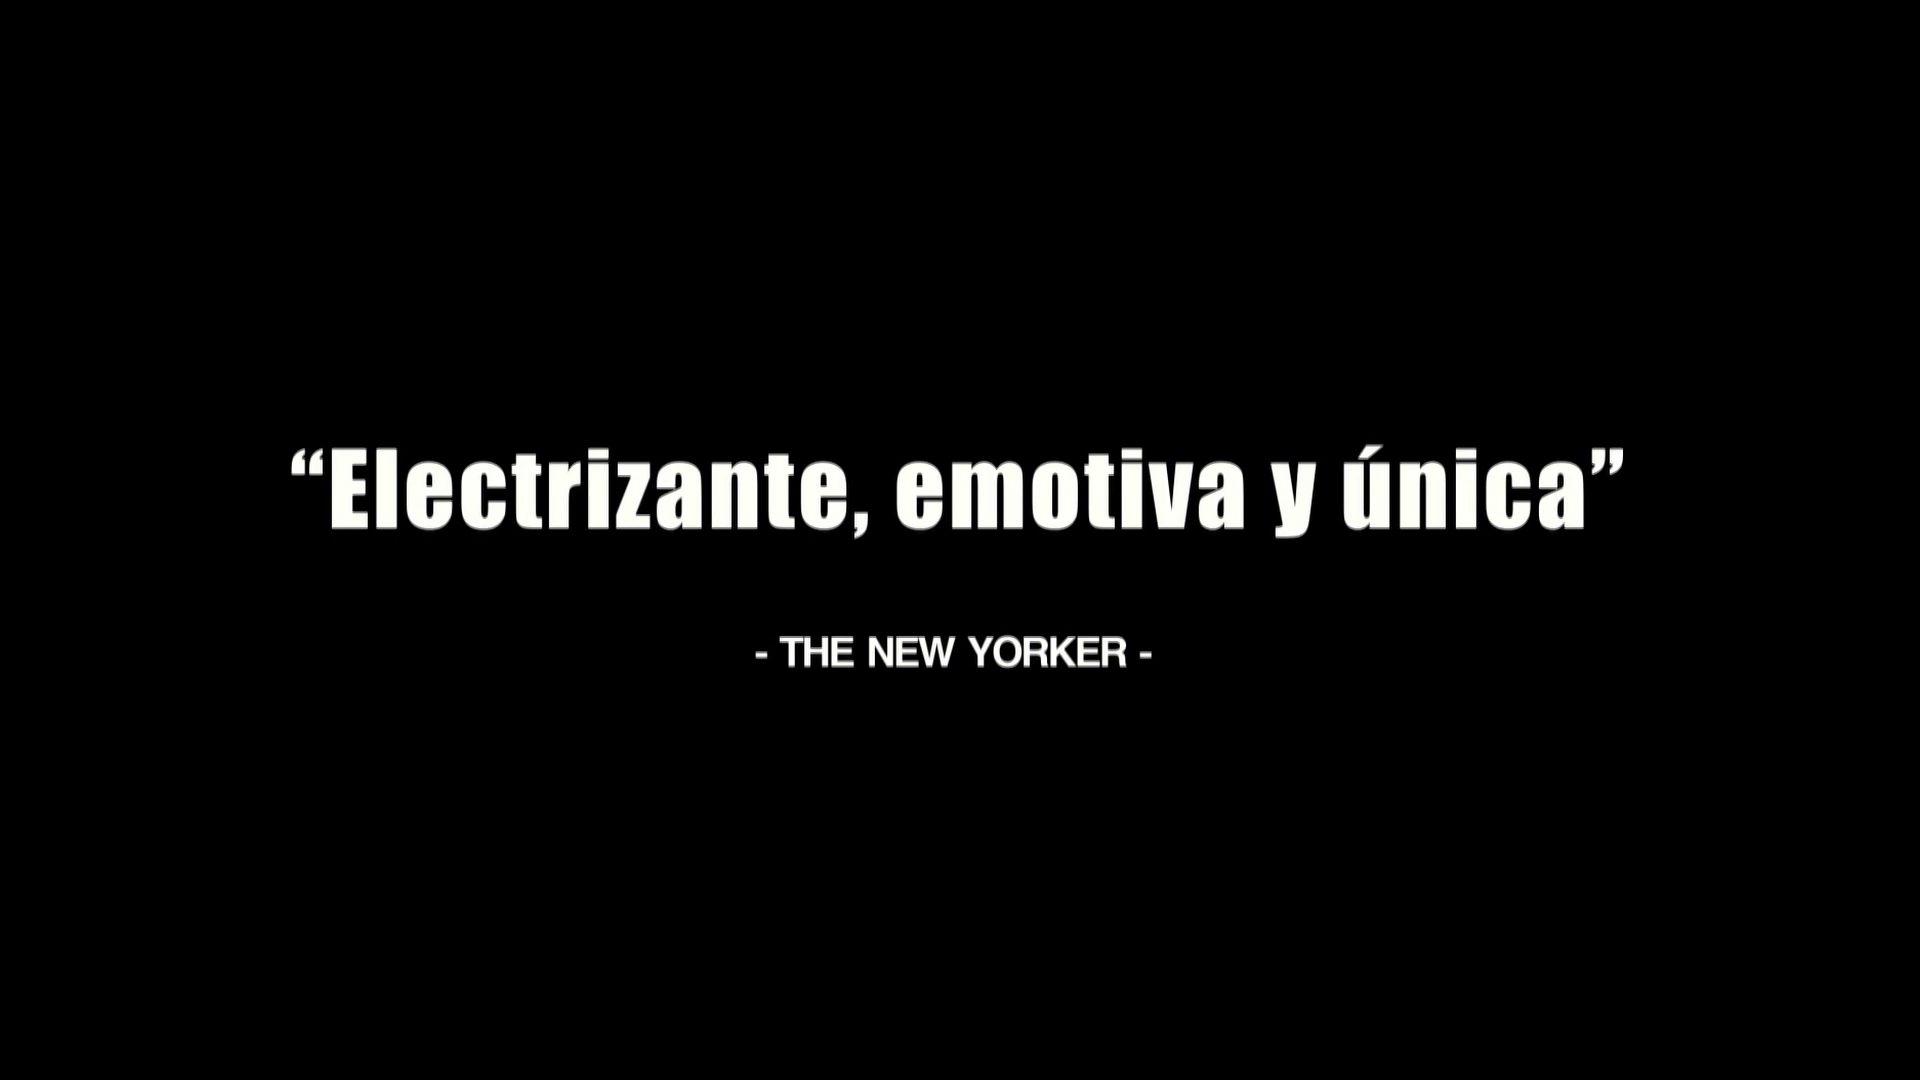 “Electrizante, emotiva y única”
- THE NEW YORKER -